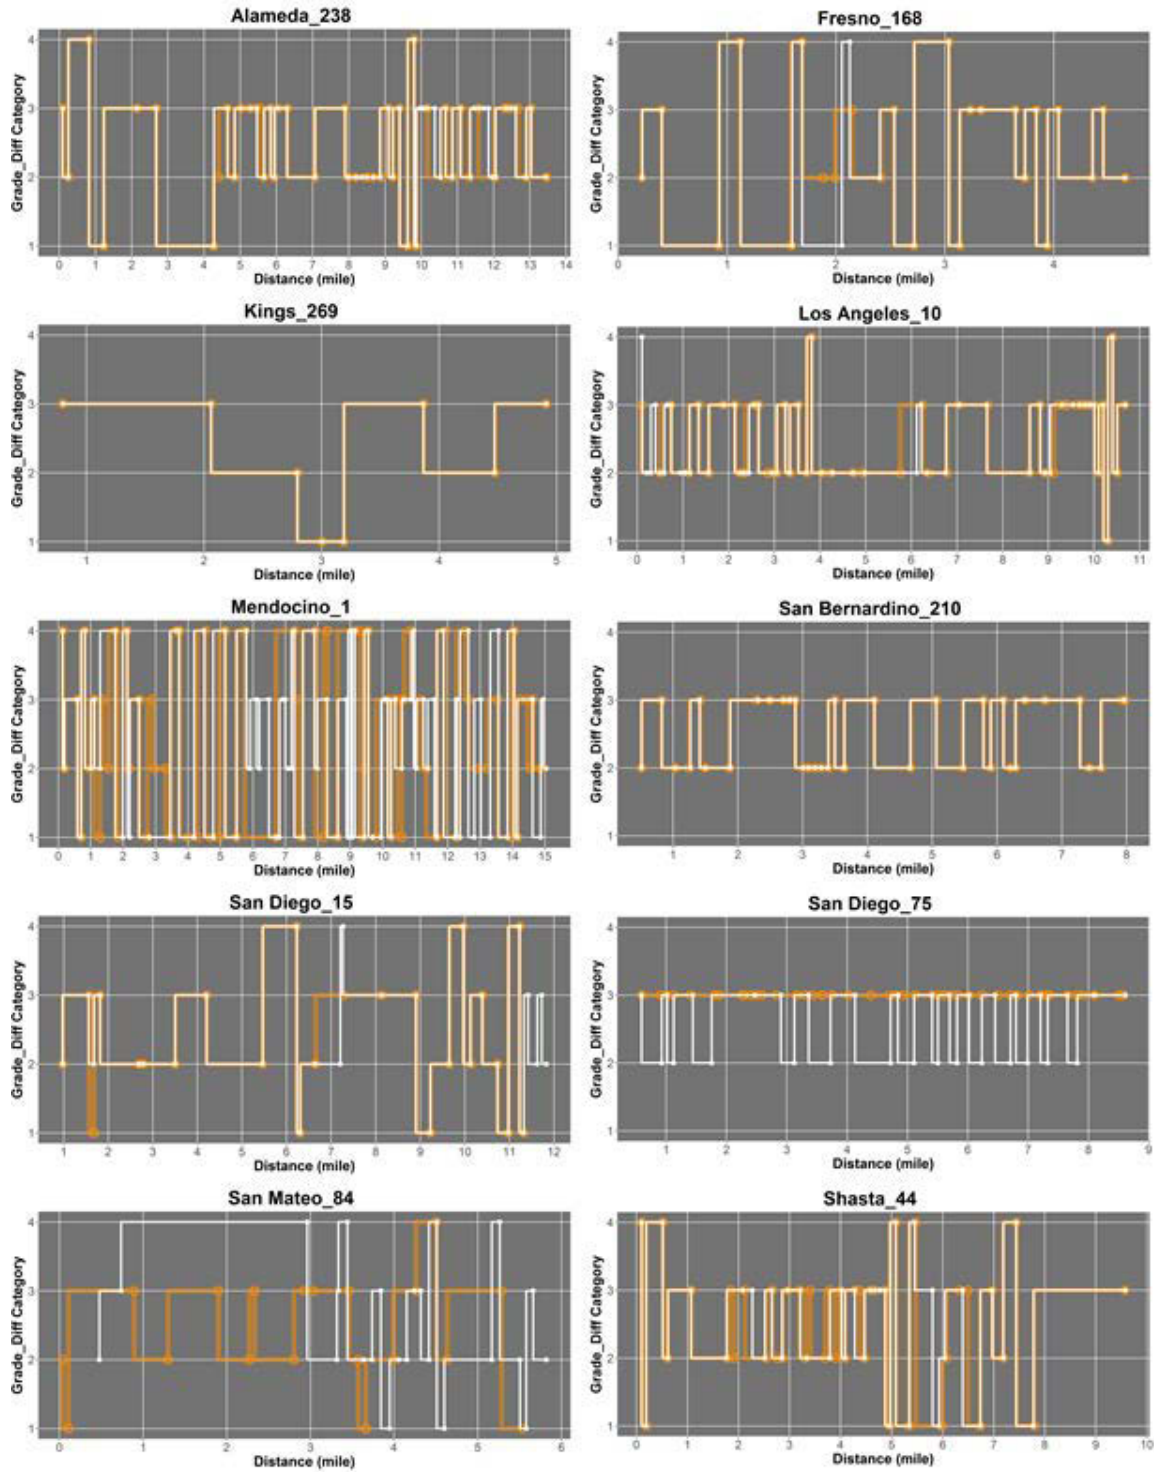 Alameda_238
Grade_Diff Category
4
3
2
1
0 1 2 3 4 5 6 7 8 9 10 11 12 13 14
Distance (mile)
Fresno_168
Grade_Diff Category
4
3
2
1
0 1 2 3 4
Distance (mile)
Kings_269
Grade_Diff Category
4
3
2
1
1 2 3 4 5
Distance (mile)
Los Angeles_10
Grade_Diff Category
4
3
2
1
0 1 2 3 4 5 6 7 8 9 10 11
Distance (mile)
Mendocino_1
Grade_Diff Category
4
3
2
1
0 1 2 3 4 5 6 7 8 9 10 11 12 13 14 15
Distance (mile)
San Bernardino_210
Grade_Diff Category
4
3
2
1
1 2 3 4 5 6 7 8
Distance (mile)
San Diego_15
Grade_Diff Category
4
3
2
1
1 2 3 4 5 6 7 8 9 10 11 12
Distance (mile)
San Diego_75
Grade_Diff Category
4
3
2
1
1 2 3 4 5 6 7 8 9
Distance (mile)
San Mateo_84
Grade_Diff Category
4
3
2
1
0 1 2 3 4 5 6
Distance (mile)
Shasta_44
Grade_Diff Category
4
3
2
1
0 1 2 3 4 5 6 7 8 9 10
Distance (mile)